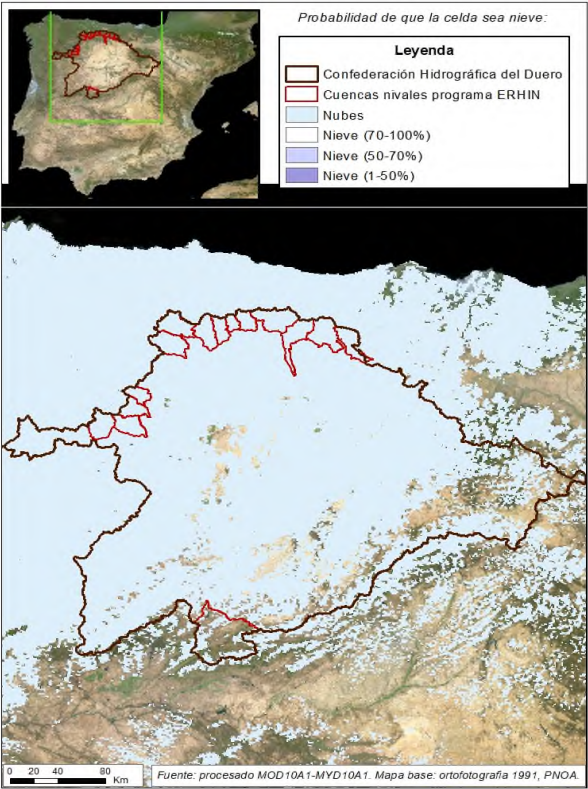 Probabilidad de que la celda sea nieve:
Leyenda
Confederación Hidrográfica del Duero
Cuencas nivales programa ERHIN
Nubes
Nieve (70-100%)
Nieve (50-70%)
Nieve (1-50%)
0 20 40 80
Km
Fuente: procesado MOD10A1-MYD10A1. Mapa base: ortofotografía 1991, PNOA.